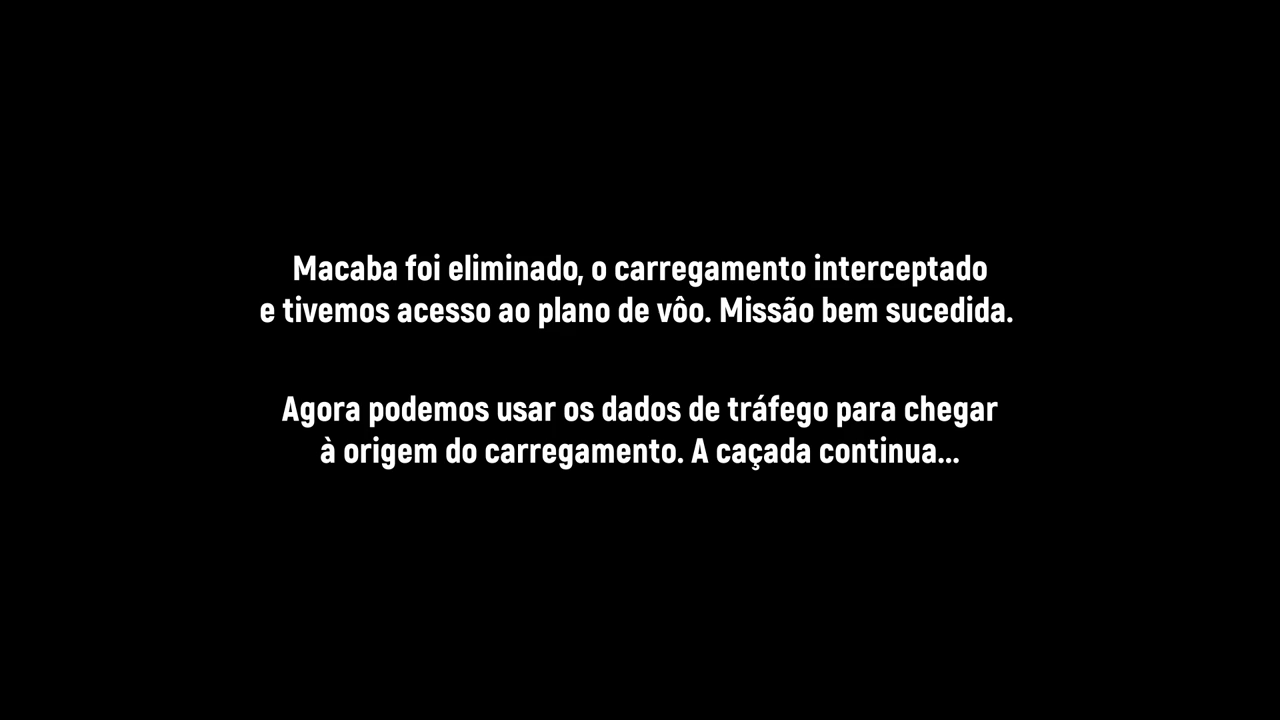 Macaba foi eliminado, o carregamento interceptado
e tivemos acesso ao plano de vôo. Missão bem sucedida.
Agora podemos usar os dados de tráfego para chegar
à origem do carregamento. A caçada continua...